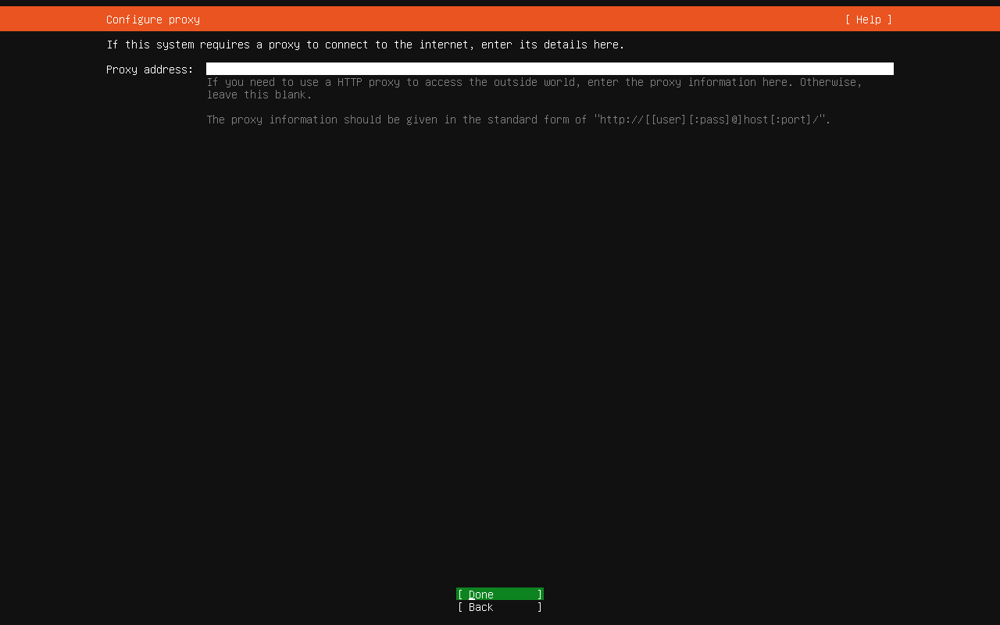 Configure proxy [ Help ]
If this system requires a proxy to connect to the internet, enter its details here.
Proxy address:
If you need to use a HTTP proxy to access the outside world, enter the proxy information here. Otherwise,
leave this blank.
The proxy information should be given in the standard form of "http://[[user][:pass]@]host[:port]/".
[ Done ]
[ Back ]